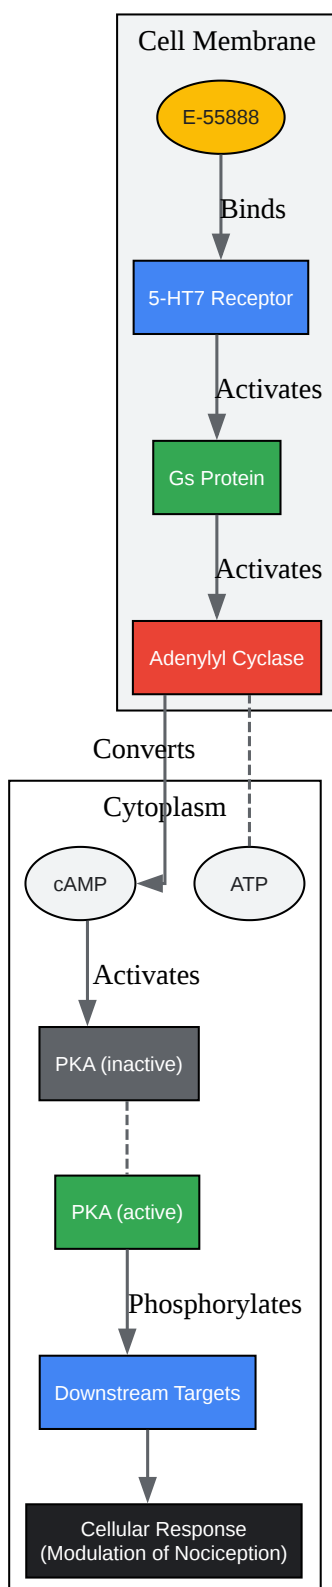 Cell Membrane
E-55888
Binds
5-HT7 Receptor
Activates
Gs Protein
Activates
Adenylyl Cyclase
Converts
Cytoplasm
cAMP
ATP
Activates
PKA (inactive)
PKA (active)
Phosphorylates
Downstream Targets
Cellular Response
(Modulation of Nociception)